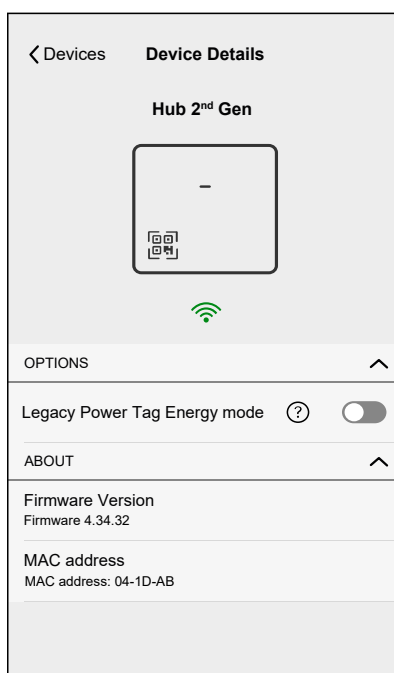 Devices
Device Details
Hub 2nd Gen
OPTIONS
Legacy Power Tag Energy mode ?
ABOUT
Firmware Version
Firmware 4.34.32
MAC address
MAC address: 04-1D-AB